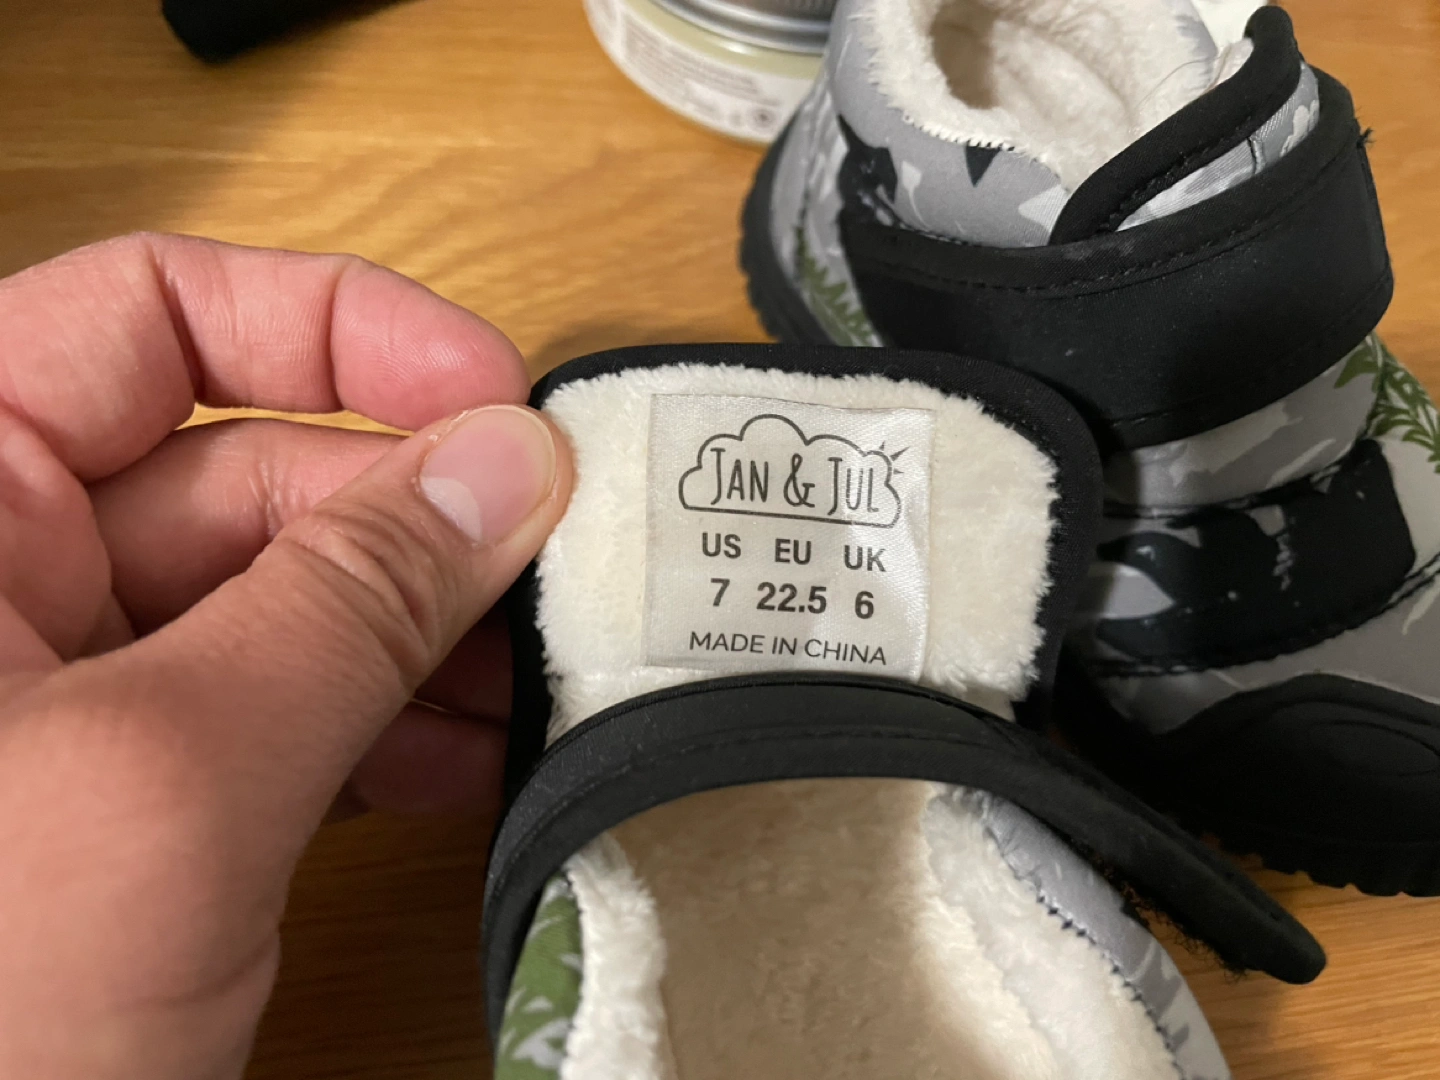 JAN & JUL
US EU UK
7 22.5 6
MADE IN CHINA